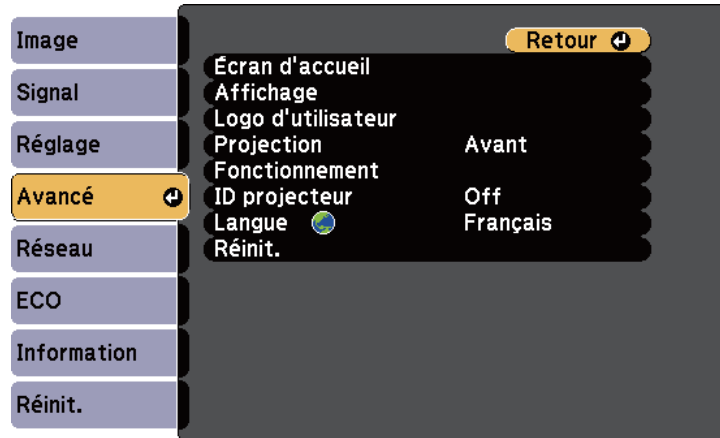 Image
Signal
Réglage
Avancé
Réseau
ECO
Information
Réinit.
Retour
Écran d'accueil
Affichage
Logo d'utilisateur
Projection Avant
Fonctionnement
ID projecteur Off
Langue Français
Réinit.